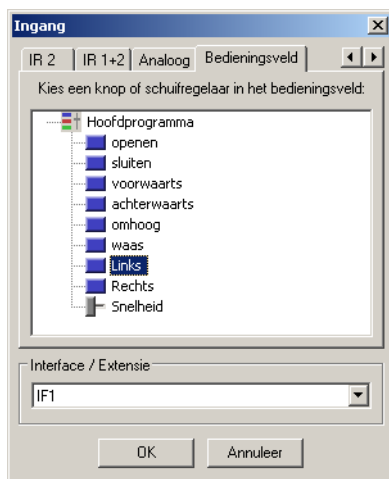 Ingang
IR 2 IR 1+2 Analoog Bedieningsveld
Kies een knop of schuifregelaar in het bedieningsveld:
Hoofdprogramma
openen
sluiten
voorwaarts
achterwaarts
omhoog
waas
Links
Rechts
Snelheid
Interface / Extensie
IF1
OK Annuleer